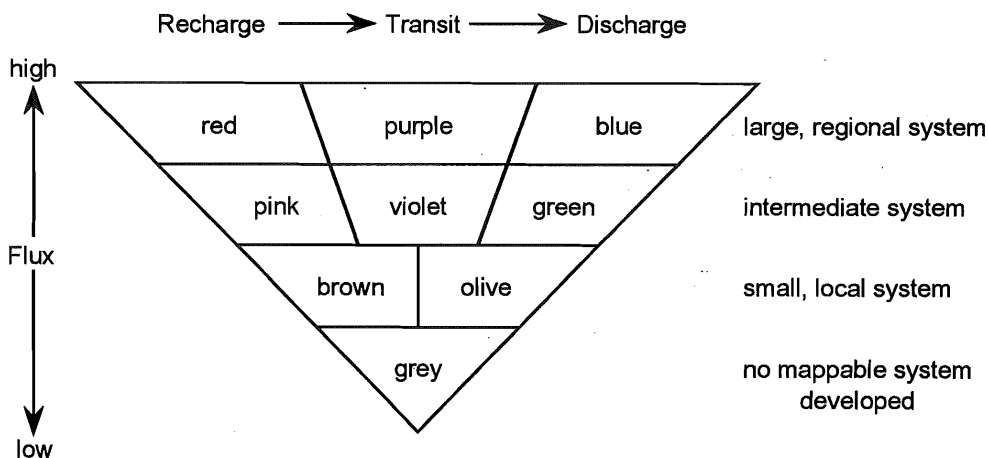 Recharge Transit Discharge
high
red purple blue large, regional system
pink violet green intermediate system
Flux
brown olive small, local system
grey no mappable system
developed
low